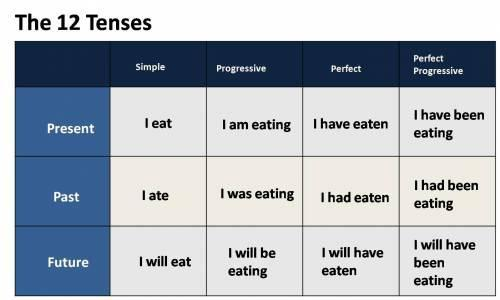 The 12 Tenses
Simple Progressive Perfect Perfect
Progressive
Present I eat I am eating I have eaten I have been
eating
Past I ate I was eating I had eaten I had been
eating
Future I will eat I will be
eating I will have
eaten I will have
been
eating